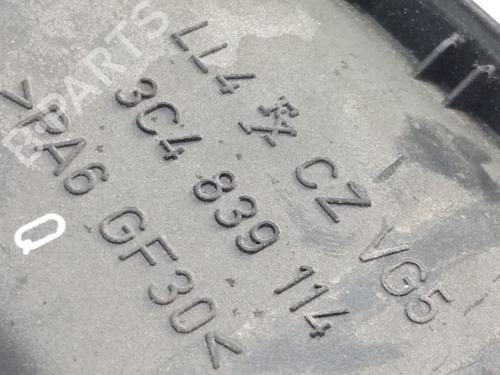 LL4 CZ VG5
3C4 839 114
>PA6 GF30<
B PARTS